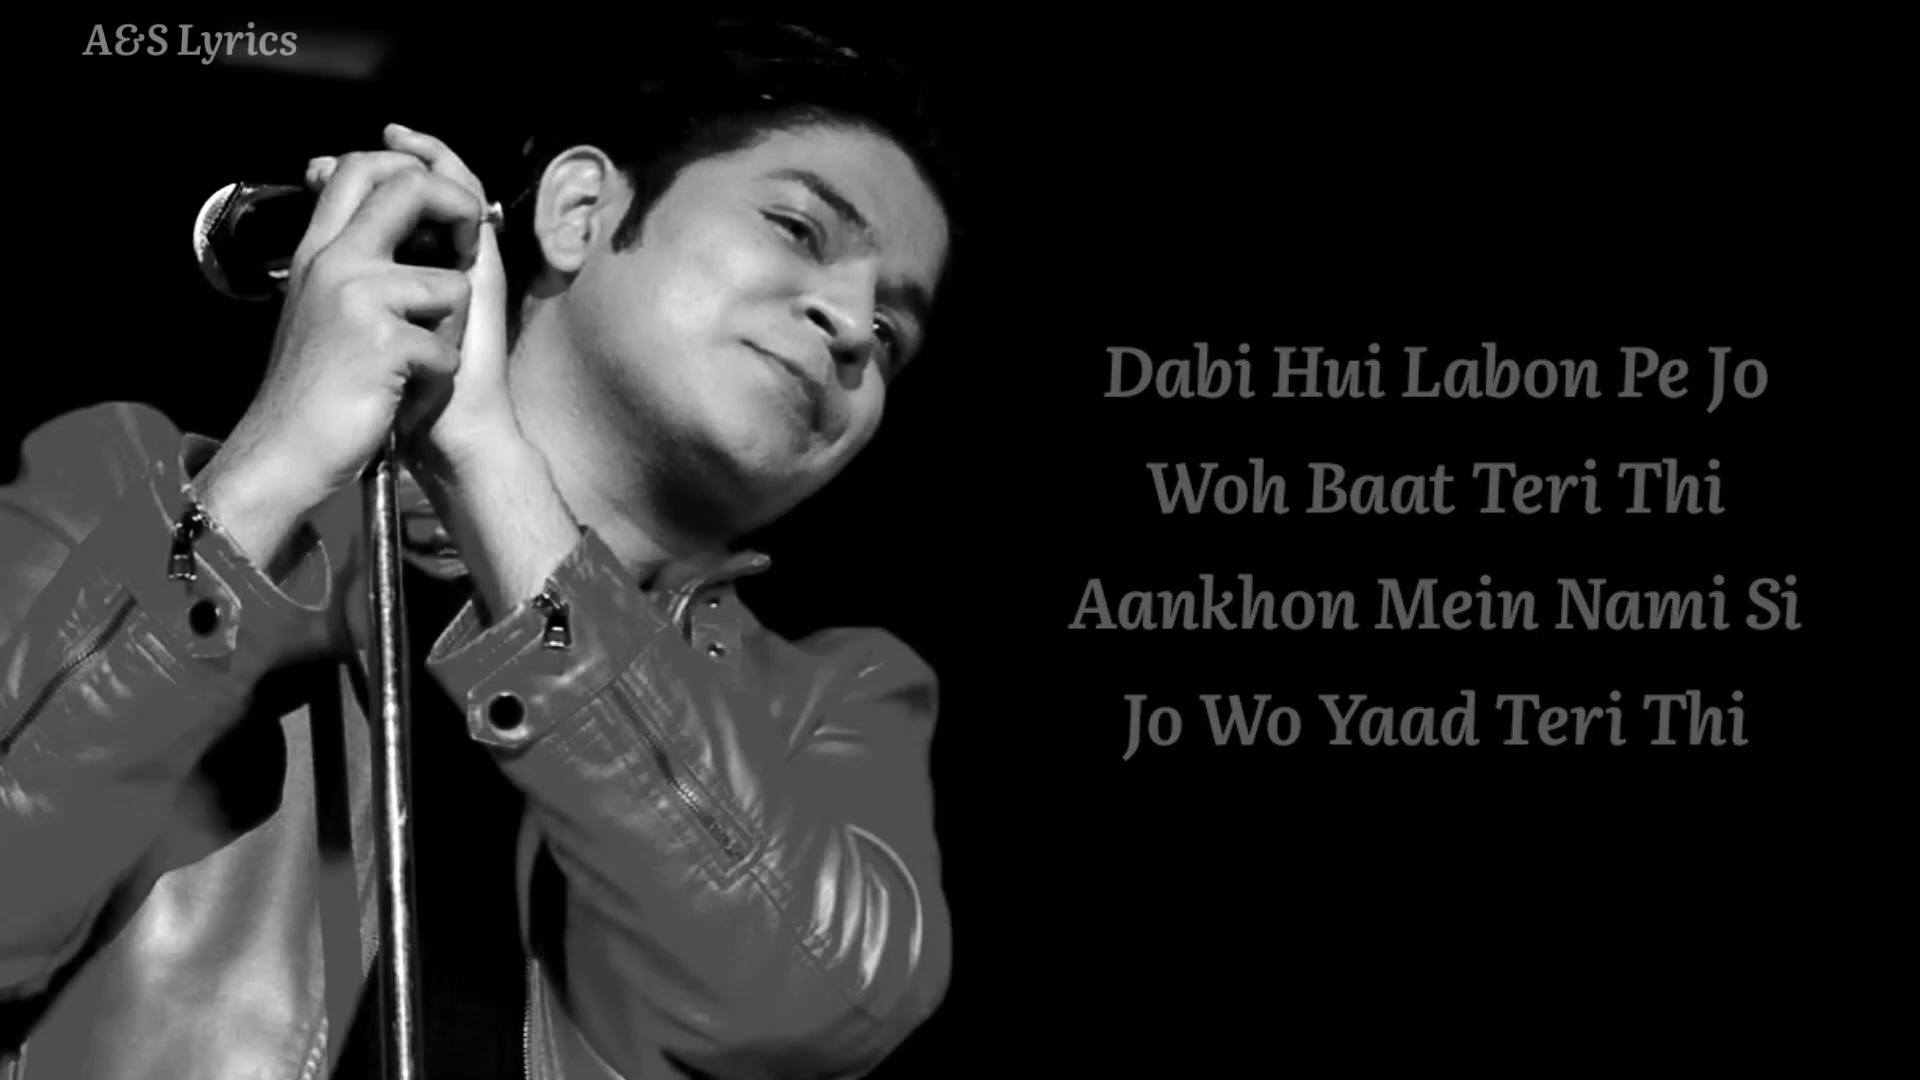 A&S Lyrics
Dabi Hui Labon Pe Jo
Woh Baat Teri Thi
Aankhon Mein Nami Si
Jo Wo Yaad Teri Thi